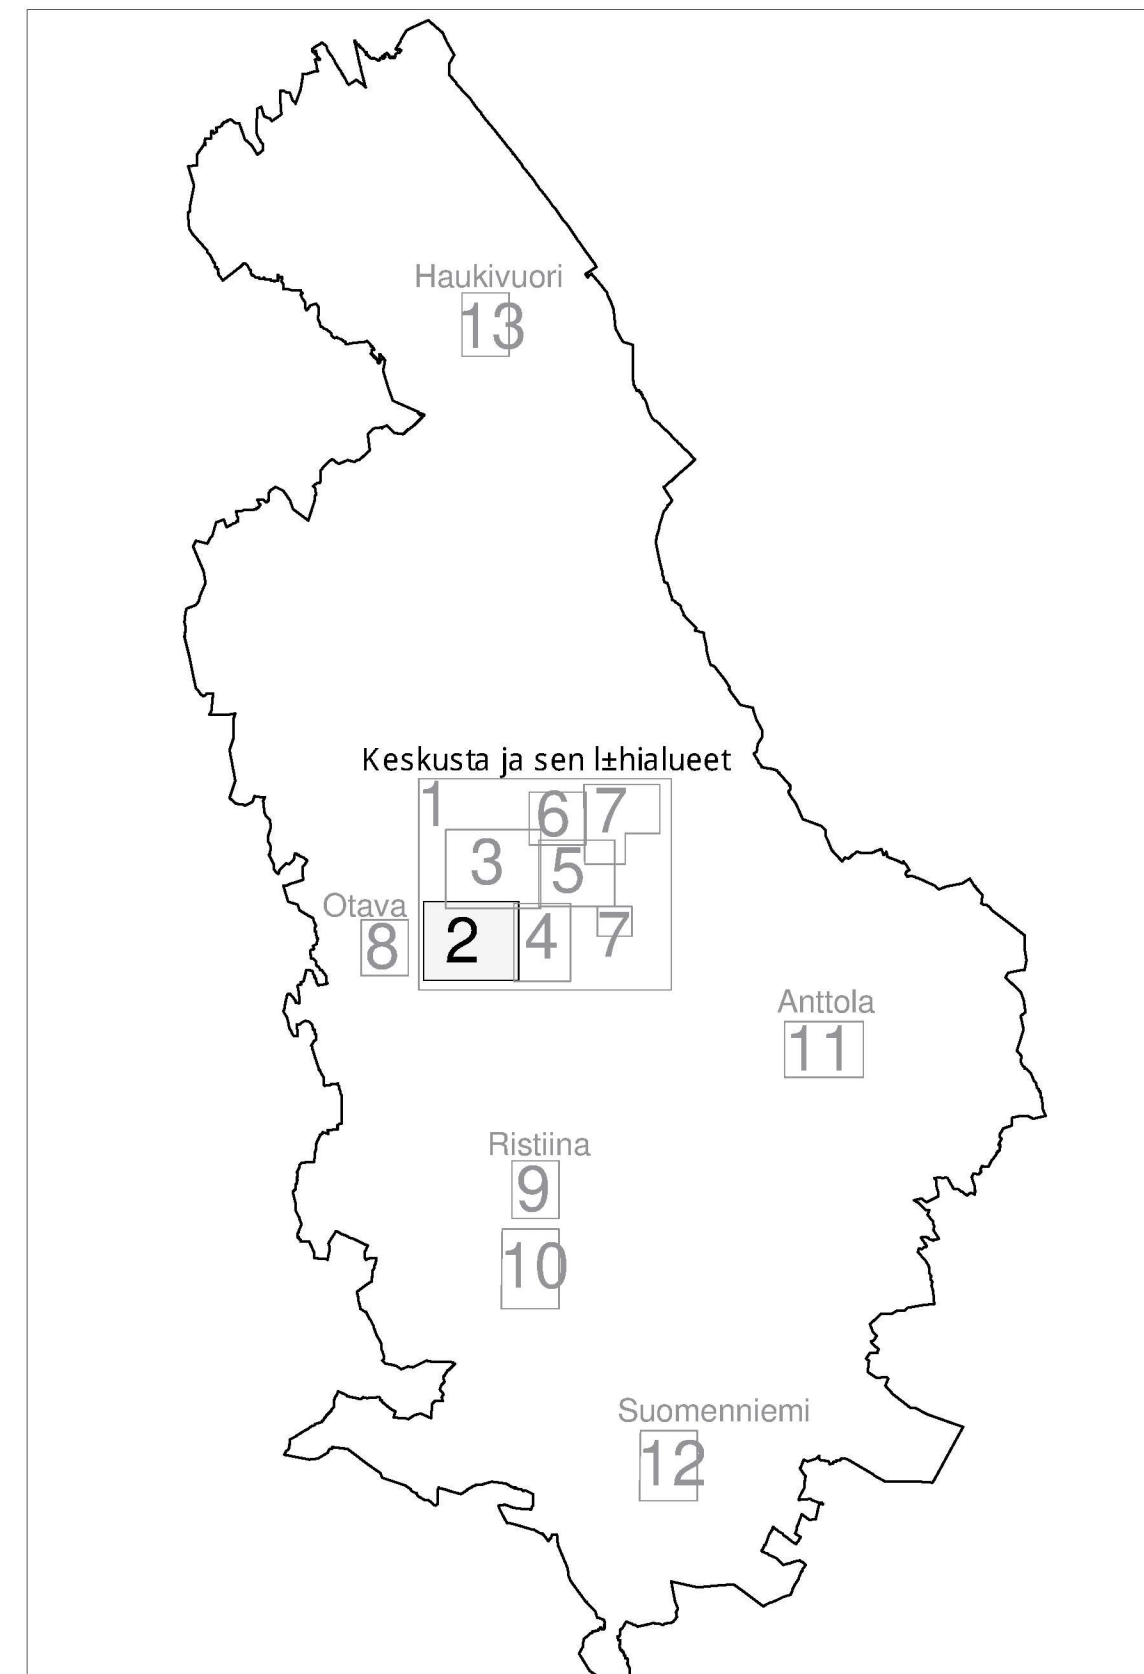 Haukivuori
13
Keskusta ja sen l±hialueet
1
6
7
3
5
Otava
8
2
4
7
Anttola
11
Ristiina
9
10
Suomenniemi
12